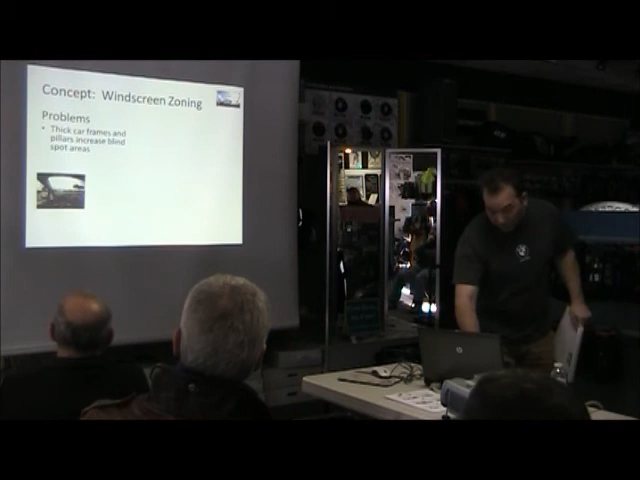 Concept: Windscreen Zoning
Problems
• Thick car frames and
pillars increase blind
spot areas